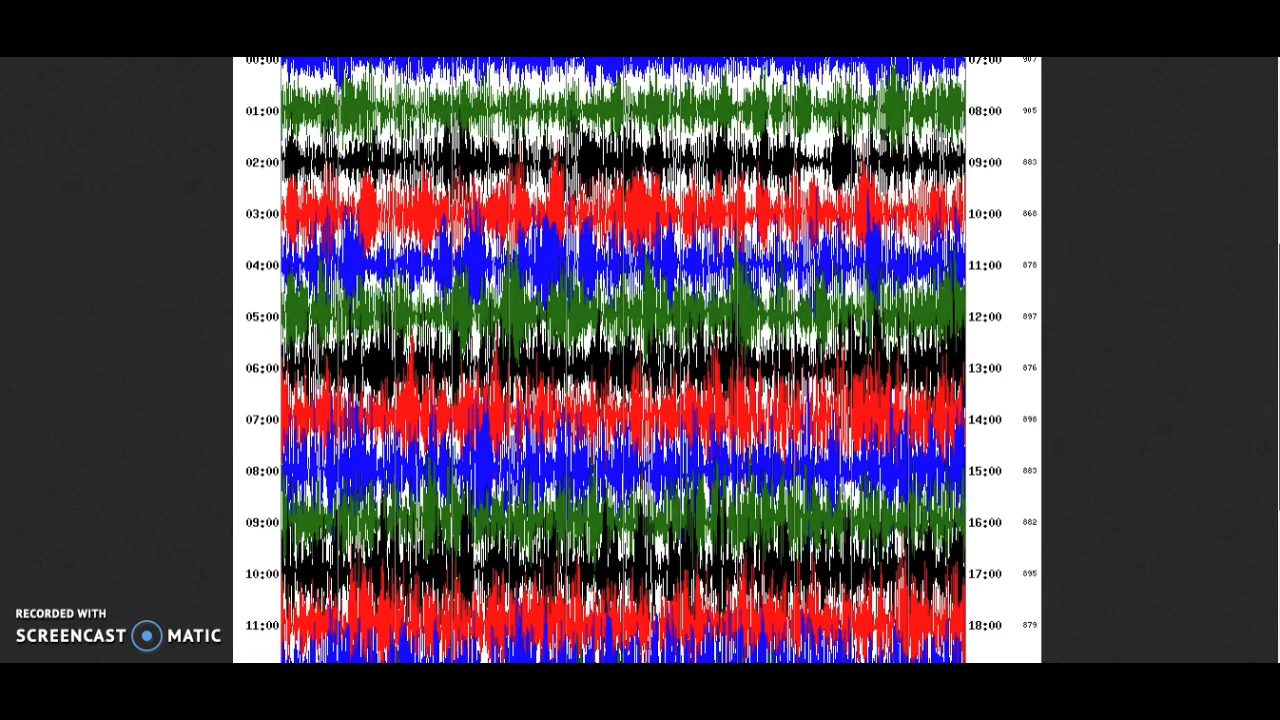 00:00 07:00 907
01:00 08:00 905
02:00 09:00 883
03:00 10:00 868
04:00 11:00 878
05:00 12:00 897
06:00 13:00 876
07:00 14:00 898
08:00 15:00 883
09:00 16:00 882
10:00 17:00 895
11:00 18:00 879
RECORDED WITH
SCREENCAST MATIC